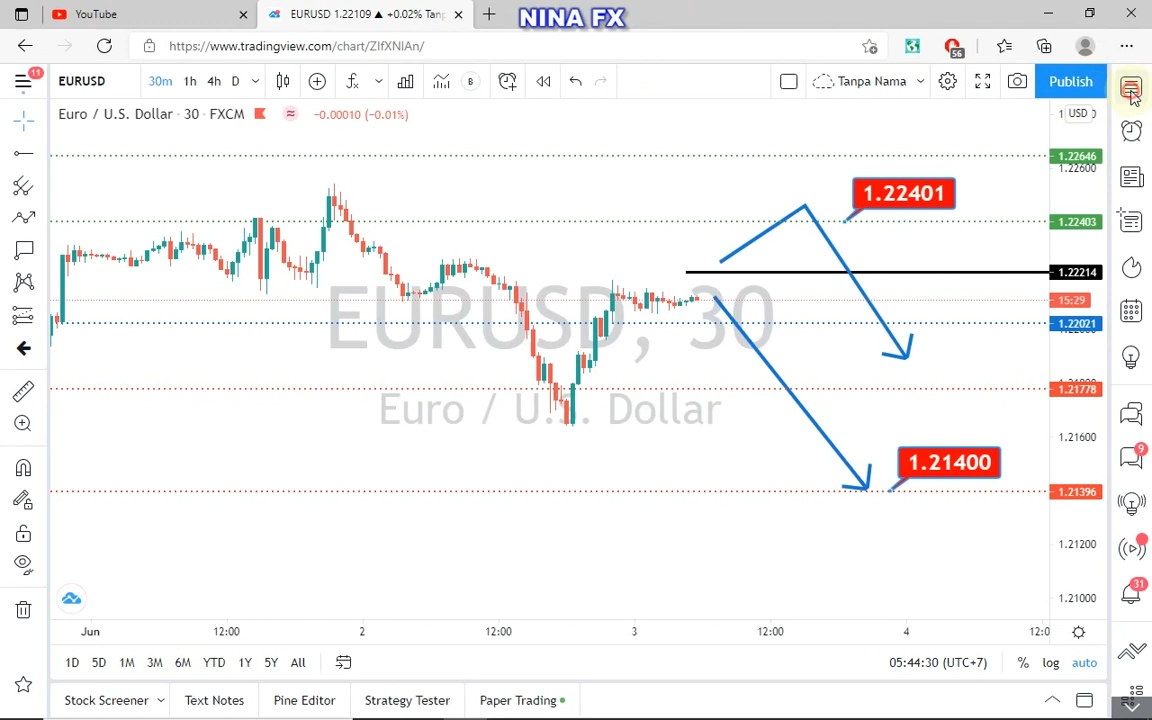 YouTube
EURUSD 1.22109 ▲ +0.02% Tanp
NINA FX
https://www.tradingview.com/chart/ZIfXNIAn/
56
11
EURUSD
30m 1h 4h D
B
Tanpa Nama
Publish
Euro / U.S. Dollar · 30 · FXCM
-0.00010 (-0.01%)
USD
1.22646
1.22600
1.22401
1.22403
1.22214
15:29
1.22021
EURUSD, 30
Euro / U.S. Dollar
1.21778
1.21600
1.21400
1.21396
1.21200
1.21000
9
31
Jun 12:00 2 12:00 3 12:00 4 12:0
1D 5D 1M 3M 6M YTD 1Y 5Y All
05:44:30 (UTC+7) % log auto
Stock Screener Text Notes Pine Editor Strategy Tester Paper Trading